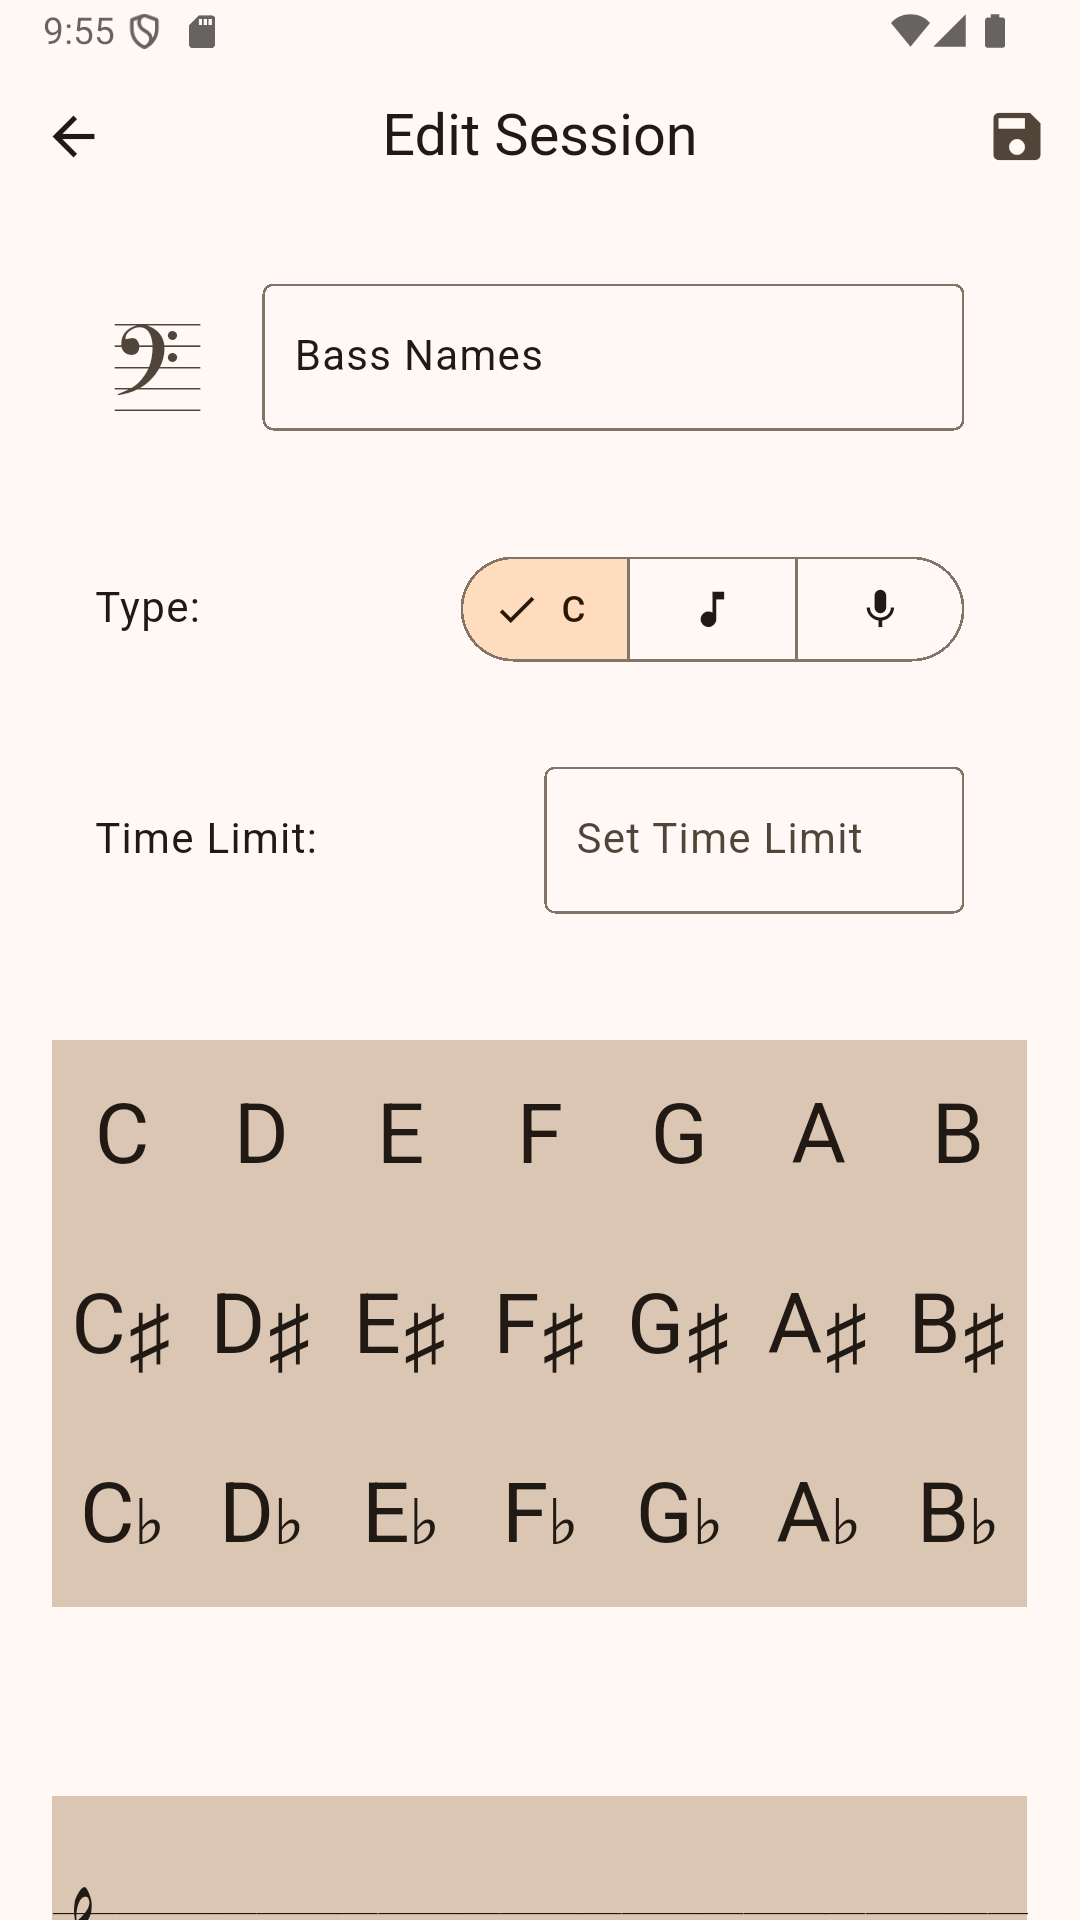 9:55
Edit Session
Bass Names
Type:
C
Time Limit:
Set Time Limit
C D E F G A B
C♯ D♯ E♯ F♯ G♯ A♯ B♯
C♭ D♭ E♭ F♭ G♭ A♭ B♭